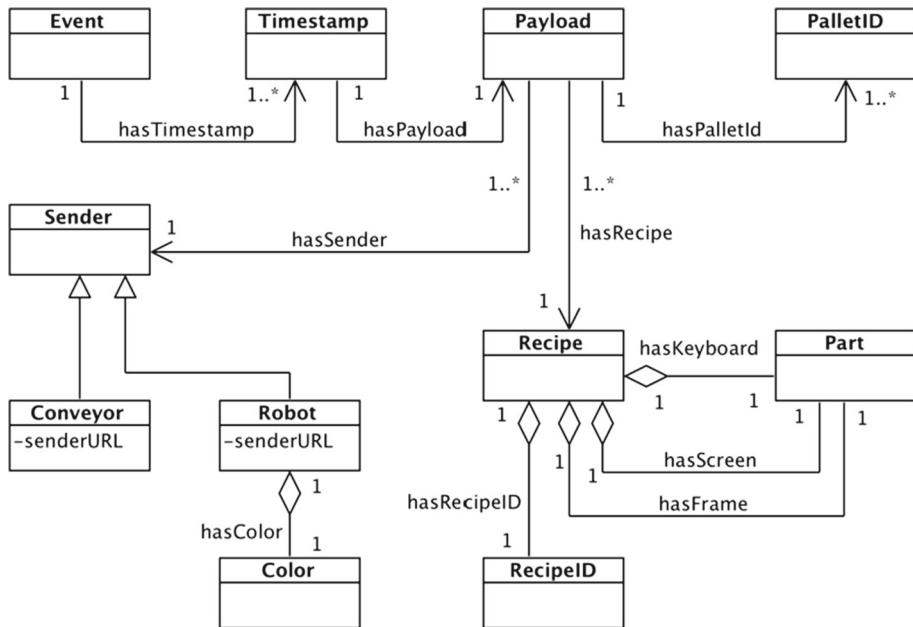 Event Timestamp Payload PalletID
1 1..* 1 1 1 1..*
hasTimestamp hasPayload hasPalletId
1..* 1..*
Sender
1
hasSender hasRecipe
1
Recipe Part
hasKeyboard
Conveyor Robot
-senderURL -senderURL
1 1 1 1 1
1 1 1
hasScreen
hasRecipeID hasFrame
hasColor
1 1
Color RecipeID